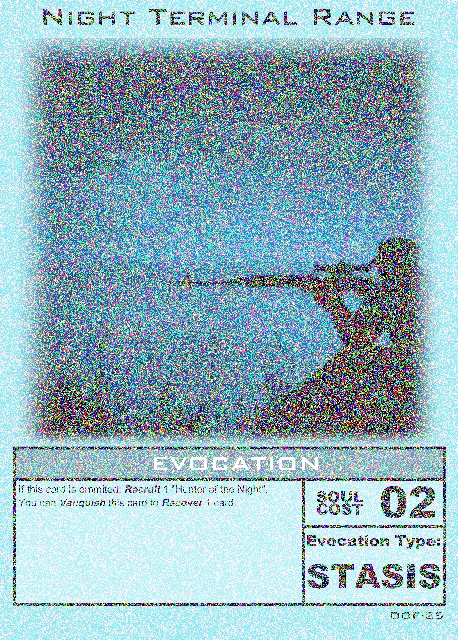 Night Terminal Range
EVOCATION
If this card is ommited: Recruit 1 "Hunter of the Night".
You can Vanquish this card to Recover 1 card.
SOUL COST 02
Evocation Type:
STASIS